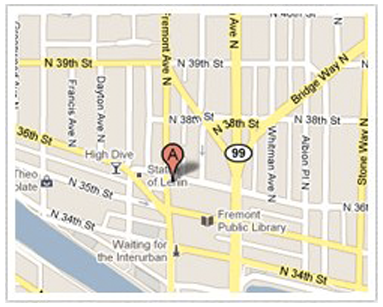 N 40th St
Fremont Ave N
Ave N
N 39th St
N 39th St
Bridge Way N
Francis Ave N
Dayton Ave N
N 38th St
N 38th St
N 38th St
Stone Way N
Whitman Ave N
Albion Pl N
36th St
High Dive
A
99
Theo
olate
Statue
of Lenin
N 35th St
N 36t
Fremont
Public Library
N 34th St
Waiting for
the Interurban
N 34th St